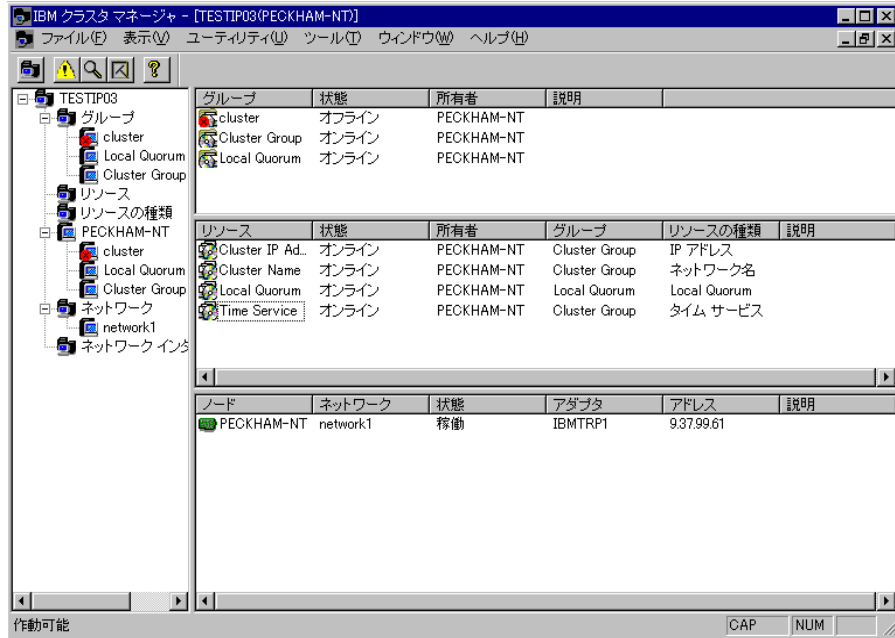 IBM クラスタ マネージャ - [TESTIP03(PECKHAM-NT)]
ファイル(F) 表示(V) ユーティリティ(U) ツール(T) ウィンドウ(W) ヘルプ(H)
TESTIP03
グループ
cluster
Local Quorum
Cluster Group
リソース
リソースの種類
PECKHAM-NT
cluster
Local Quorum
Cluster Group
ネットワーク
network1
ネットワーク インタ
グループ 状態 所有者 説明
cluster オフライン PECKHAM-NT
Cluster Group オンライン PECKHAM-NT
Local Quorum オンライン PECKHAM-NT
リソース 状態 所有者 グループ リソースの種類 説明
Cluster IP Ad... オンライン PECKHAM-NT Cluster Group IP アドレス
Cluster Name オンライン PECKHAM-NT Cluster Group ネットワーク名
Local Quorum オンライン PECKHAM-NT Local Quorum Local Quorum
Time Service オンライン PECKHAM-NT Cluster Group タイム サービス
ノード ネットワーク 状態 アダプタ アドレス 説明
PECKHAM-NT network1 稼働 IBMTRP1 9.37.99.61
作動可能 CAP NUM